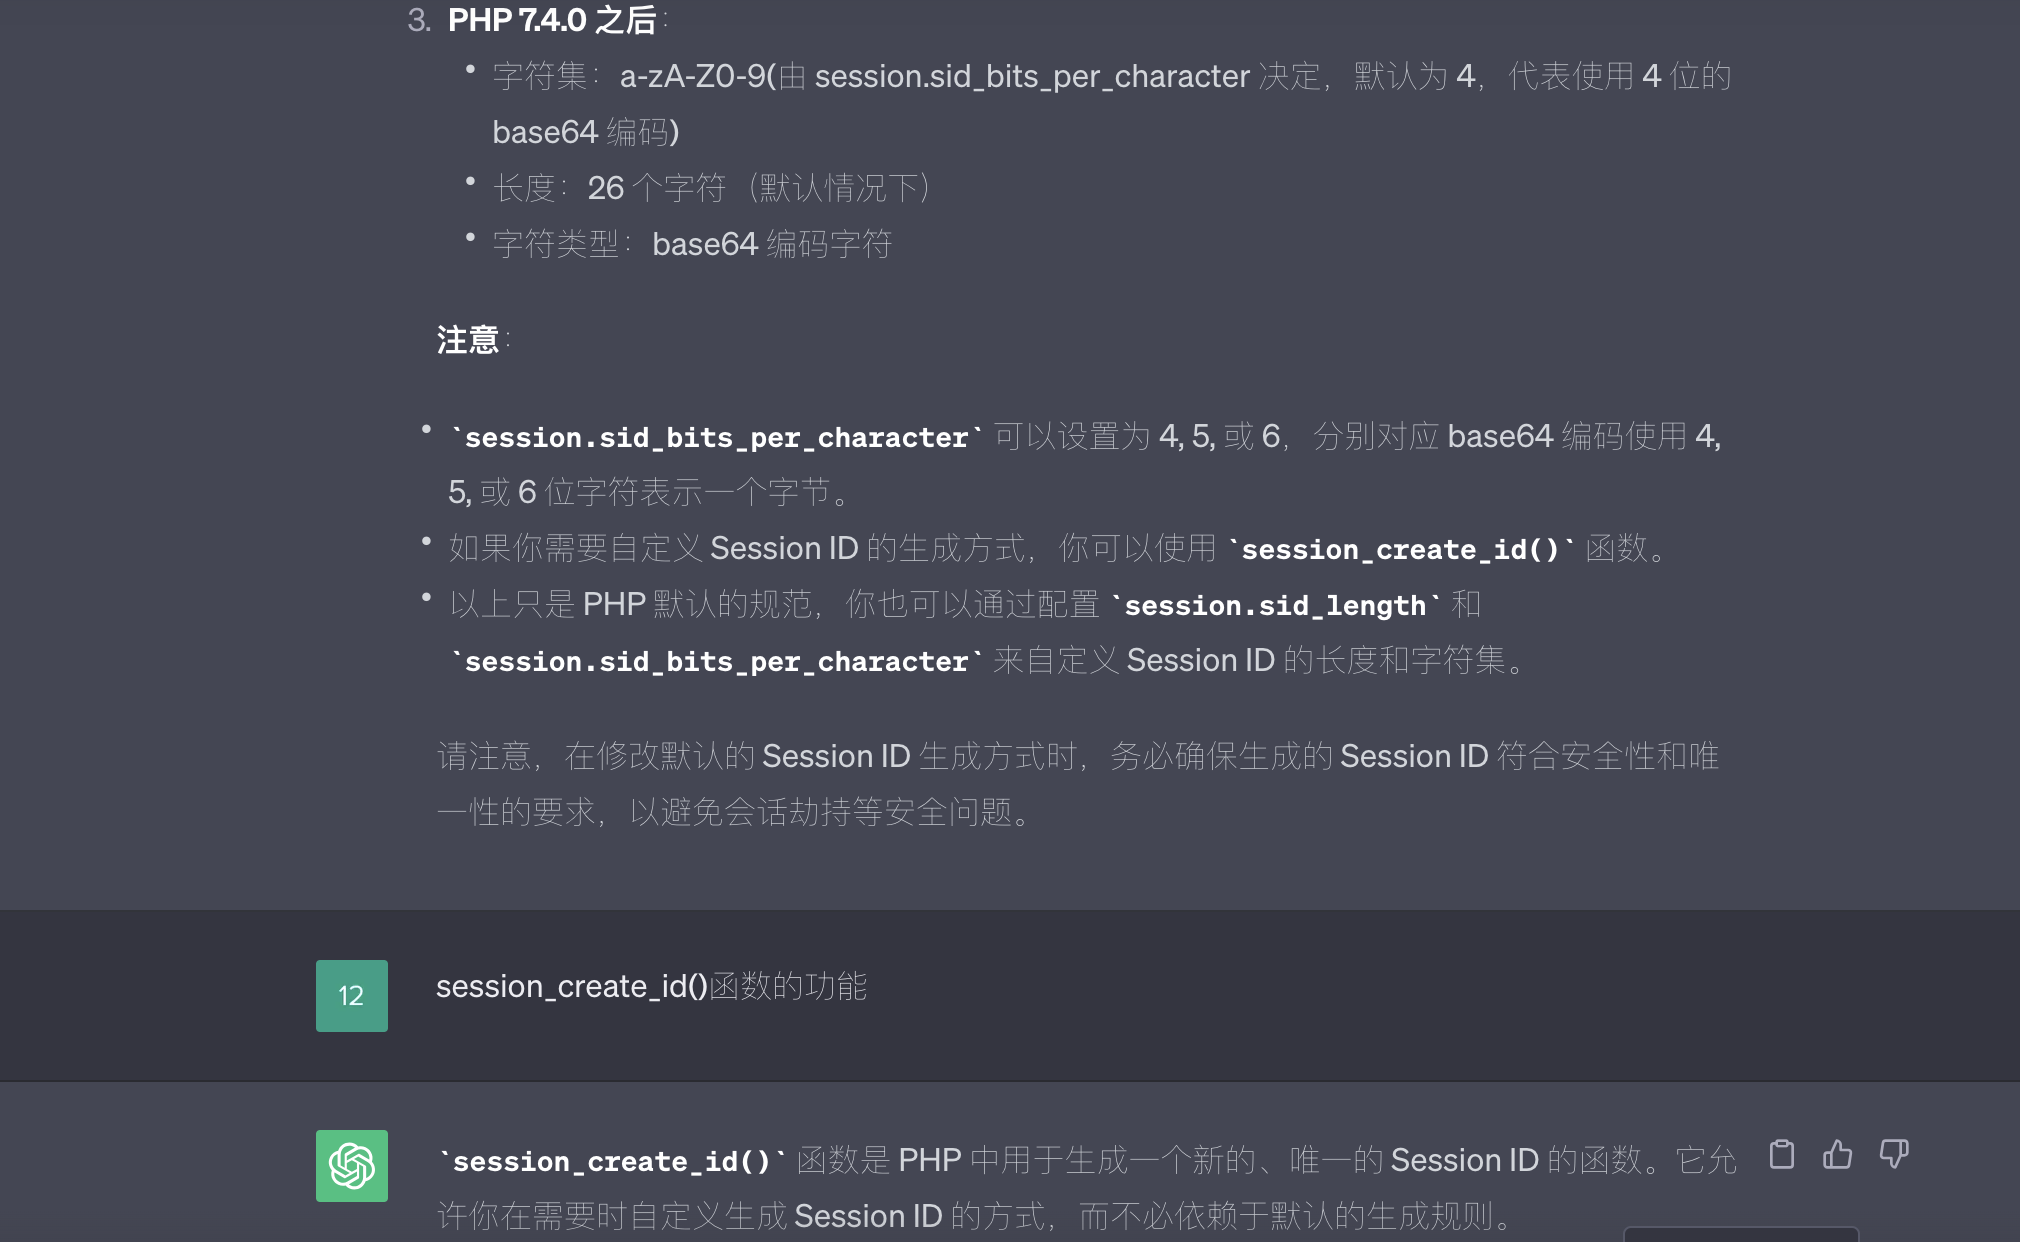 3. PHP 7.4.0 之后：
• 字符集：a-zA-Z0-9(由 session.sid_bits_per_character 决定，默认为 4，代表使用 4 位的
base64 编码)
• 长度：26 个字符（默认情况下）
• 字符类型：base64 编码字符
注意：
• `session.sid_bits_per_character` 可以设置为 4, 5, 或 6，分别对应 base64 编码使用 4,
5, 或 6 位字符表示一个字节。
• 如果你需要自定义 Session ID 的生成方式，你可以使用 `session_create_id()` 函数。
• 以上只是 PHP 默认的规范，你也可以通过配置 `session.sid_length` 和
`session.sid_bits_per_character` 来自定义 Session ID 的长度和字符集。
请注意，在修改默认的 Session ID 生成方式时，务必确保生成的 Session ID 符合安全性和唯
一性的要求，以避免会话劫持等安全问题。
12
session_create_id()函数的功能
`session_create_id()` 函数是 PHP 中用于生成一个新的、唯一的 Session ID 的函数。它允
许你在需要时自定义生成 Session ID 的方式，而不必依赖于默认的生成规则。